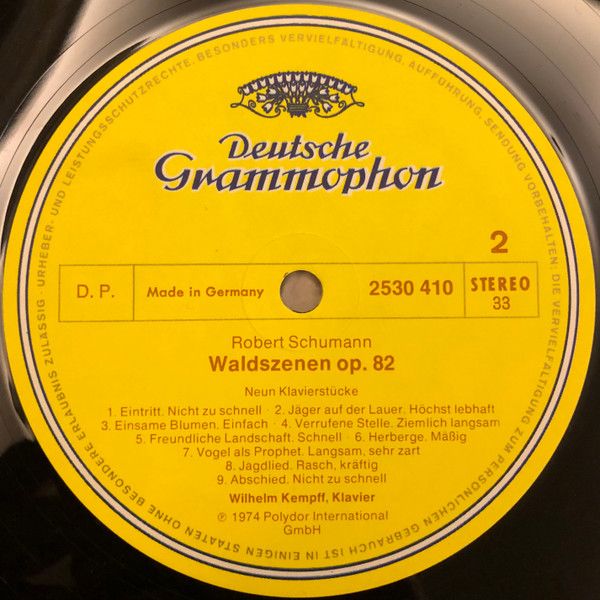 Deutsche
Grammophon
2
D. P.
Made in Germany
2530 410
STEREO
33
Robert Schumann
Waldszenen op. 82
Neun Klavierstücke
1. Eintritt. Nicht zu schnell · 2. Jäger auf der Lauer. Höchst lebhaft
3. Einsame Blumen. Einfach · 4. Verrufene Stelle. Ziemlich langsam
5. Freundliche Landschaft. Schnell · 6. Herberge. Mäßig
7. Vogel als Prophet. Langsam, sehr zart
8. Jagdlied. Rasch, kräftig
9. Abschied. Nicht zu schnell
Wilhelm Kempff, Klavier
℗ 1974 Polydor International
GmbH
URHEBER- UND LEISTUNGSSCHUTZRECHTE, BESONDERS VERVIELFÄLTIGUNG, AUFFÜHRUNG, SENDUNG VORBEHALTEN; DIE VERVIELFÄLTIGUNG ZUM PERSÖNLICHEN GEBRAUCH IST IN EINIGEN STAATEN OHNE BESONDERE ERLAUBNIS ZULÄSSIG ·